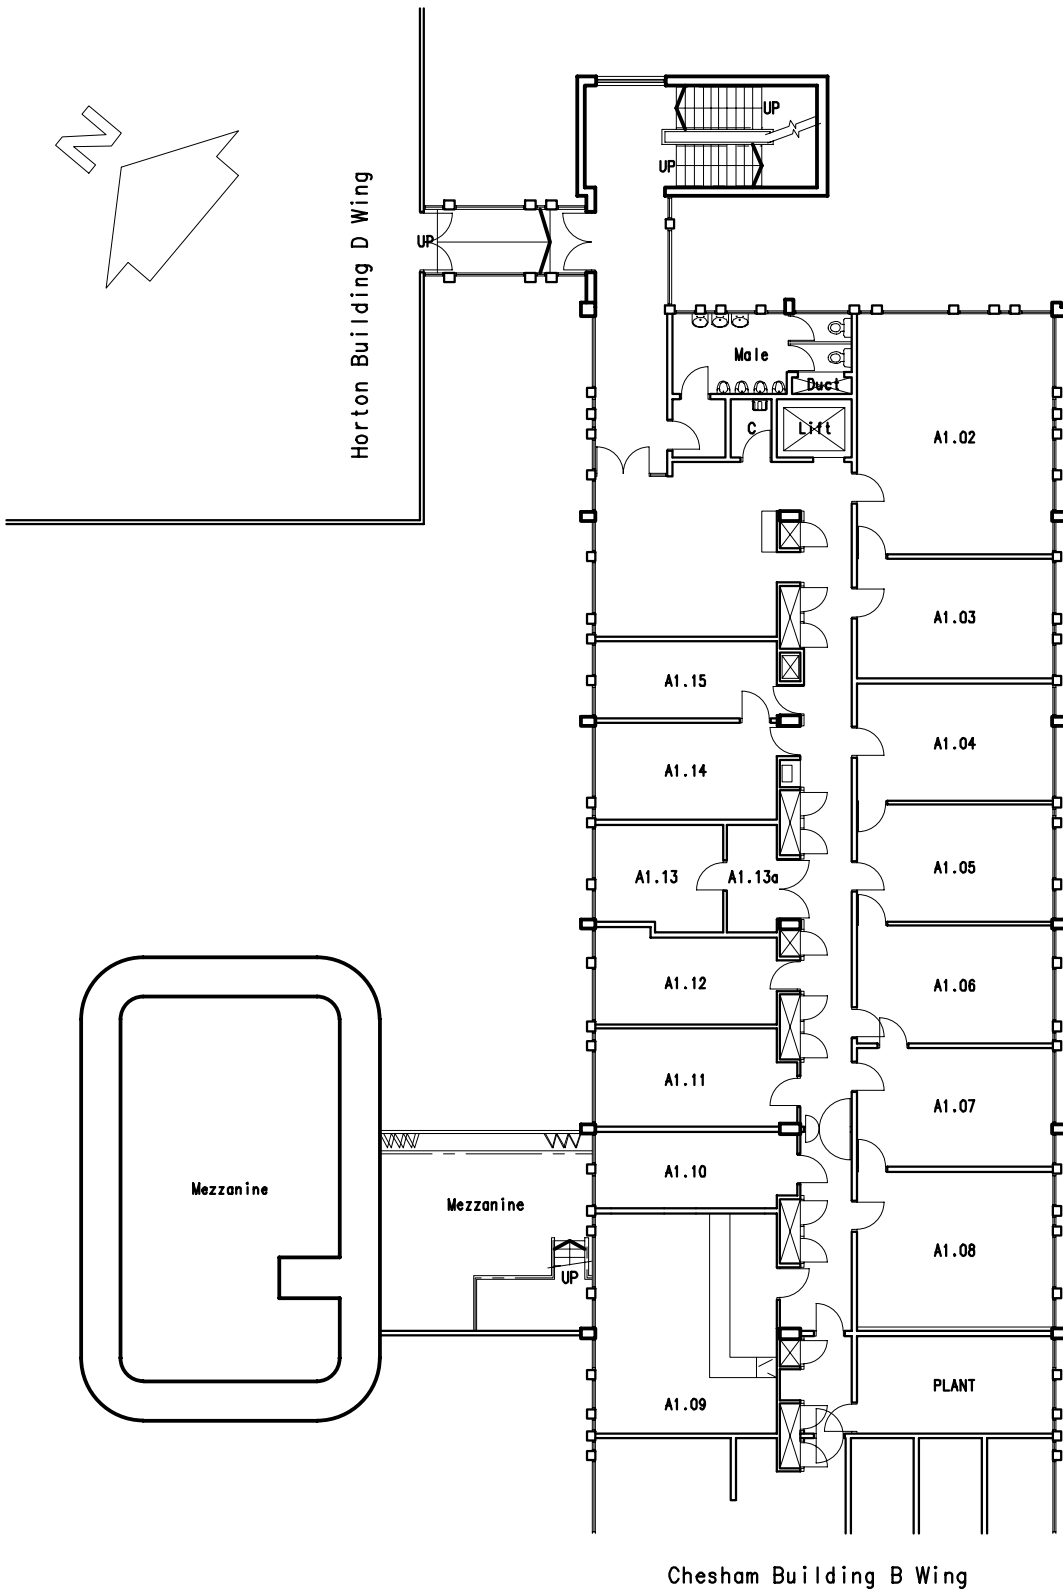 N
UP
UP
UP
Horton Building D Wing
Male
Duct
C
Lift
A1.02
A1.03
A1.15
A1.04
A1.14
A1.13
A1.13a
A1.05
A1.12
A1.06
A1.11
A1.07
A1.10
Mezzanine
Mezzanine
A1.08
UP
PLANT
A1.09
Chesham Building B Wing